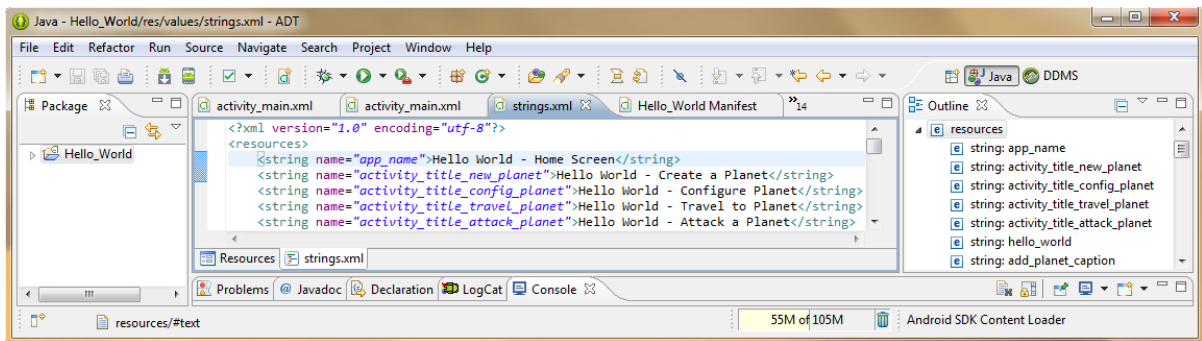 Java - Hello_World/res/values/strings.xml - ADT
File Edit Refactor Run Source Navigate Search Project Window Help
Java DDMS
Package activity_main.xml activity_main.xml strings.xml Hello_World Manifest »14 Outline
Hello_World
<?xml version="1.0" encoding="utf-8"?>
<resources>
<string name="app_name">Hello World - Home Screen</string>
<string name="activity_title_new_planet">Hello World - Create a Planet</string>
<string name="activity_title_config_planet">Hello World - Configure Planet</string>
<string name="activity_title_travel_planet">Hello World - Travel to Planet</string>
<string name="activity_title_attack_planet">Hello World - Attack a Planet</string>
Resources strings.xml
resources
string: app_name
string: activity_title_new_planet
string: activity_title_config_planet
string: activity_title_travel_planet
string: activity_title_attack_planet
string: hello_world
string: add_planet_caption
Problems @ Javadoc Declaration LogCat Console
resources/#text 55M of 105M Android SDK Content Loader